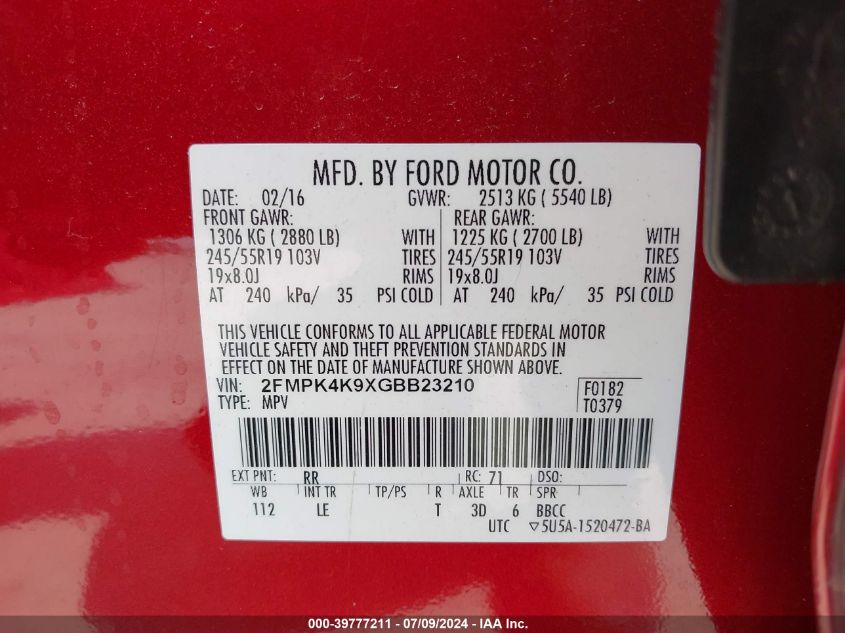 MFD. BY FORD MOTOR CO.
DATE: 02/16 GVWR: 2513 KG ( 5540 LB)
FRONT GAWR: REAR GAWR:
1306 KG ( 2880 LB) WITH 1225 KG ( 2700 LB) WITH
245/55R19 103V TIRES 245/55R19 103V TIRES
19x8.0J RIMS 19x8.0J RIMS
AT 240 kPa/ 35 PSI COLD AT 240 kPa/ 35 PSI COLD
THIS VEHICLE CONFORMS TO ALL APPLICABLE FEDERAL MOTOR
VEHICLE SAFETY AND THEFT PREVENTION STANDARDS IN
EFFECT ON THE DATE OF MANUFACTURE SHOWN ABOVE.
VIN: 2FMPK4K9XGBB23210 F0182
TYPE: MPV T0379
EXT PNT: RR RC: 71 DSO:
WB INT TR TP/PS R AXLE TR SPR
112 LE T 3D 6 BBCC
UTC ▽5U5A-1520472-BA
000-39777211 - 07/09/2024 - IAA Inc.